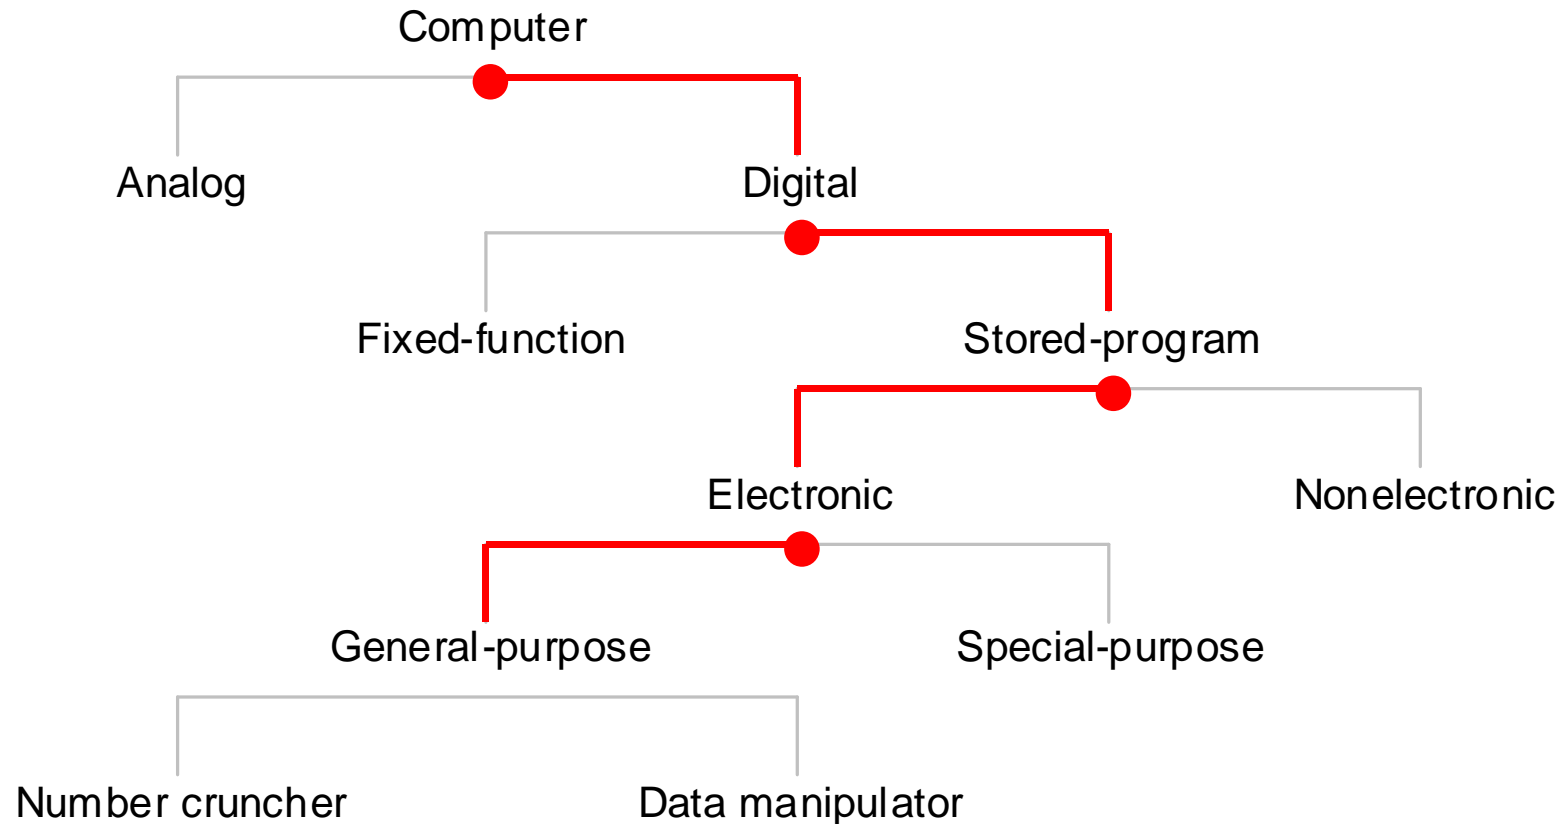 Computer
Analog Digital
Fixed-function Stored-program
Electronic Nonelectronic
General-purpose Special-purpose
Number cruncher Data manipulator